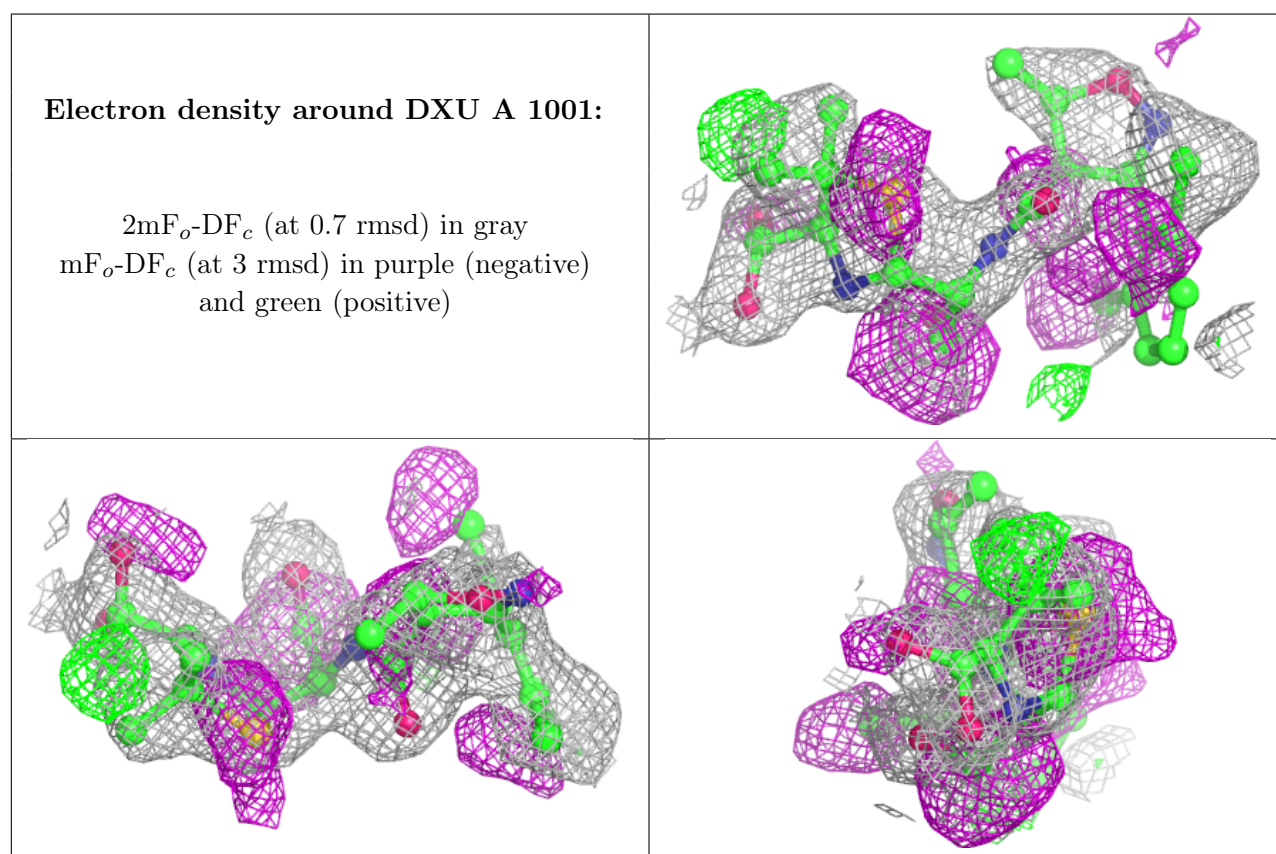 Electron density around DXU A 1001:
2mFₒ-DF𝒸 (at 0.7 rmsd) in gray
mFₒ-DF𝒸 (at 3 rmsd) in purple (negative)
and green (positive)